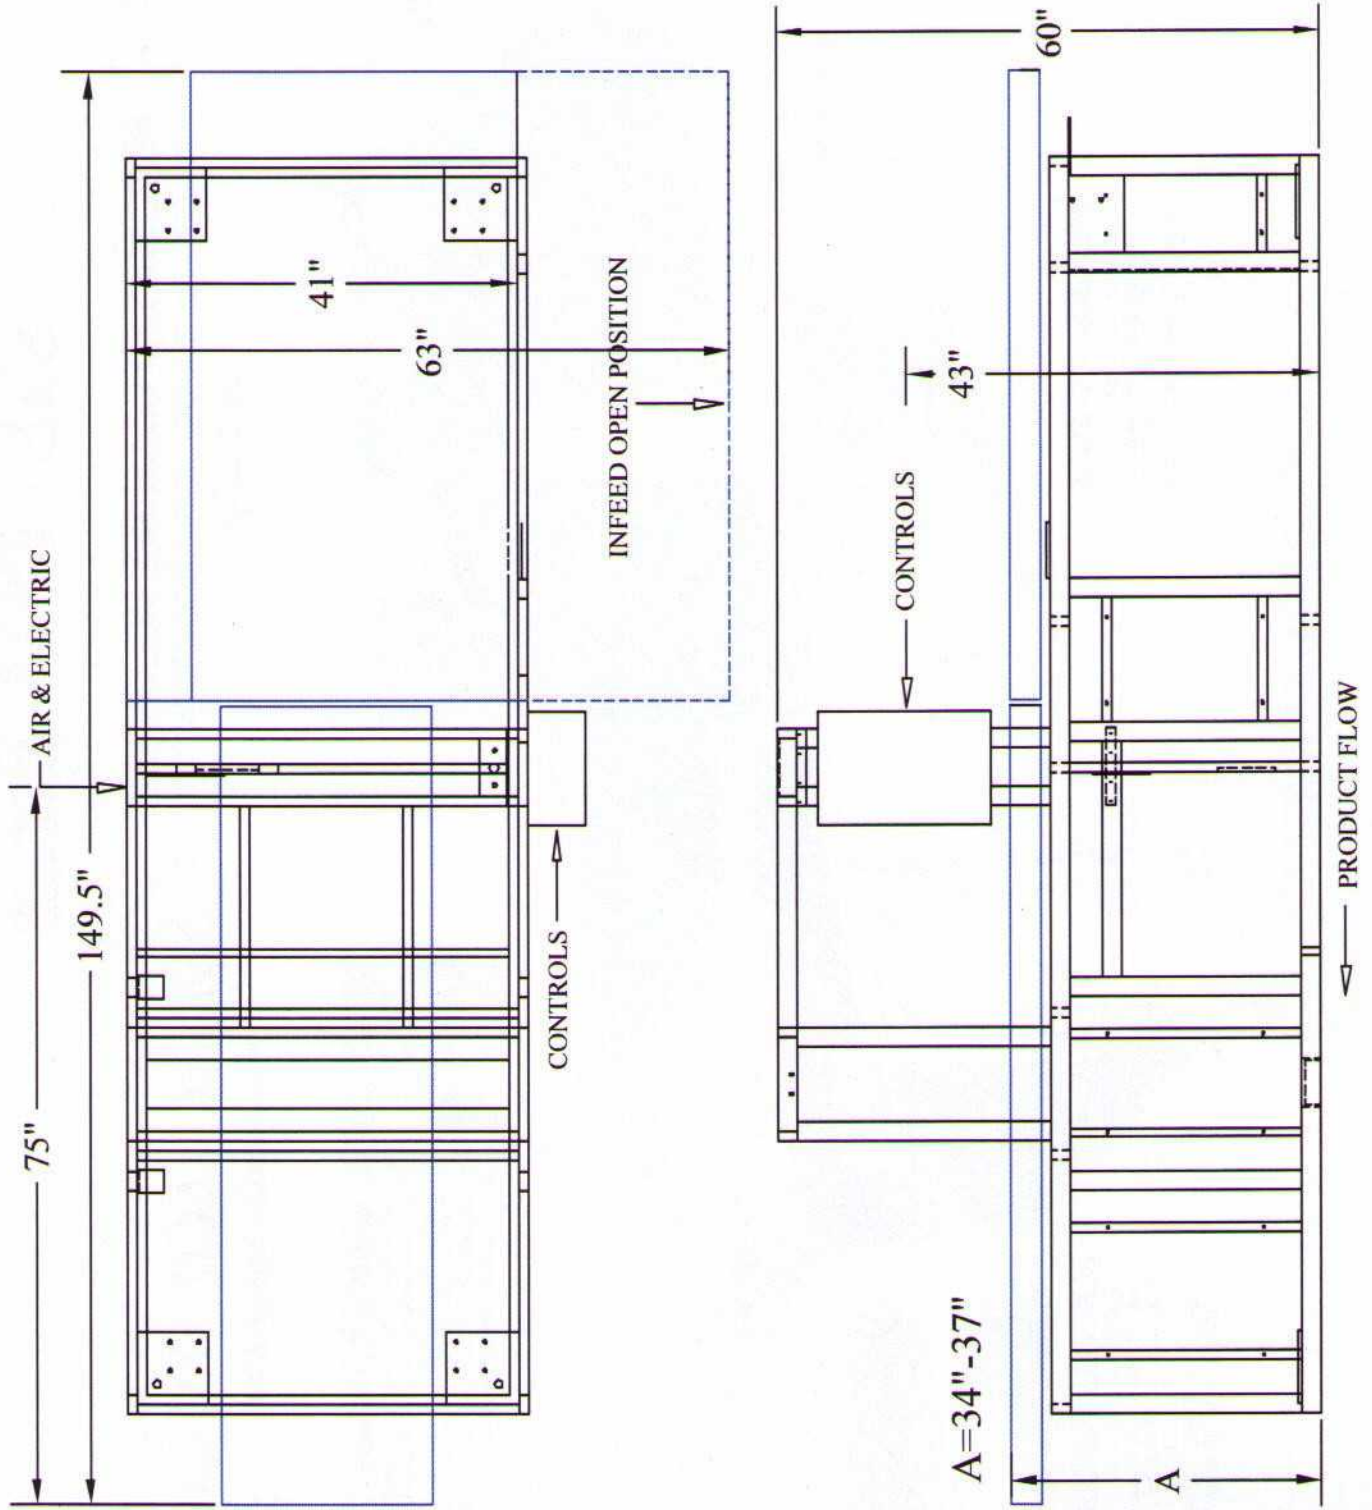 75"
149.5"
AIR & ELECTRIC
41"
63"
INFEED OPEN POSITION
CONTROLS
60"
43"
CONTROLS
A=34"-37"
A
PRODUCT FLOW